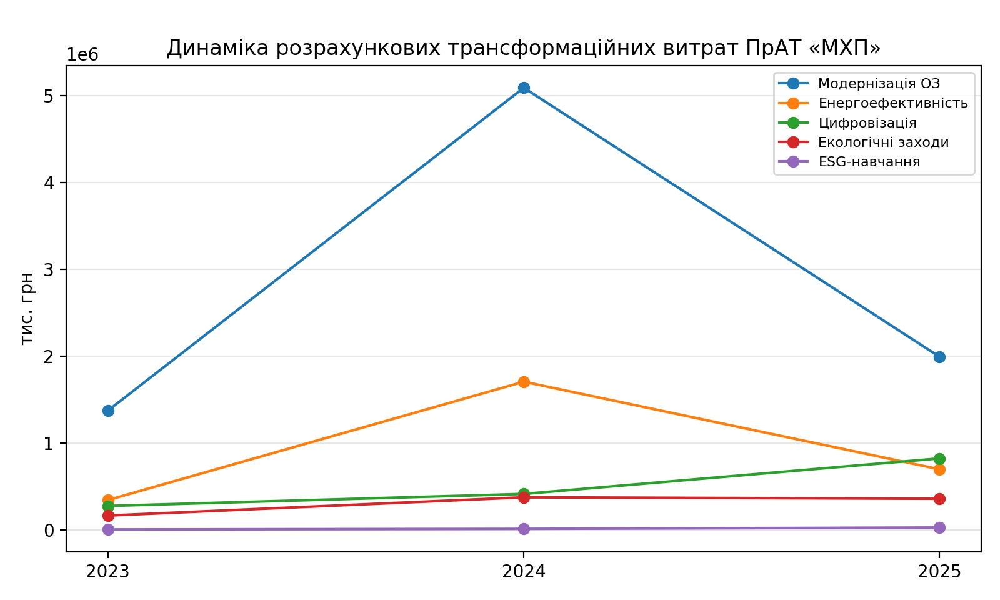 Динаміка розрахункових трансформаційних витрат ПрАТ «МХП»
1e6
Модернізація ОЗ
Енергоефективність
Цифровізація
Екологічні заходи
ESG-навчання
5
4
3
2
1
0
тис. грн
2023
2024
2025